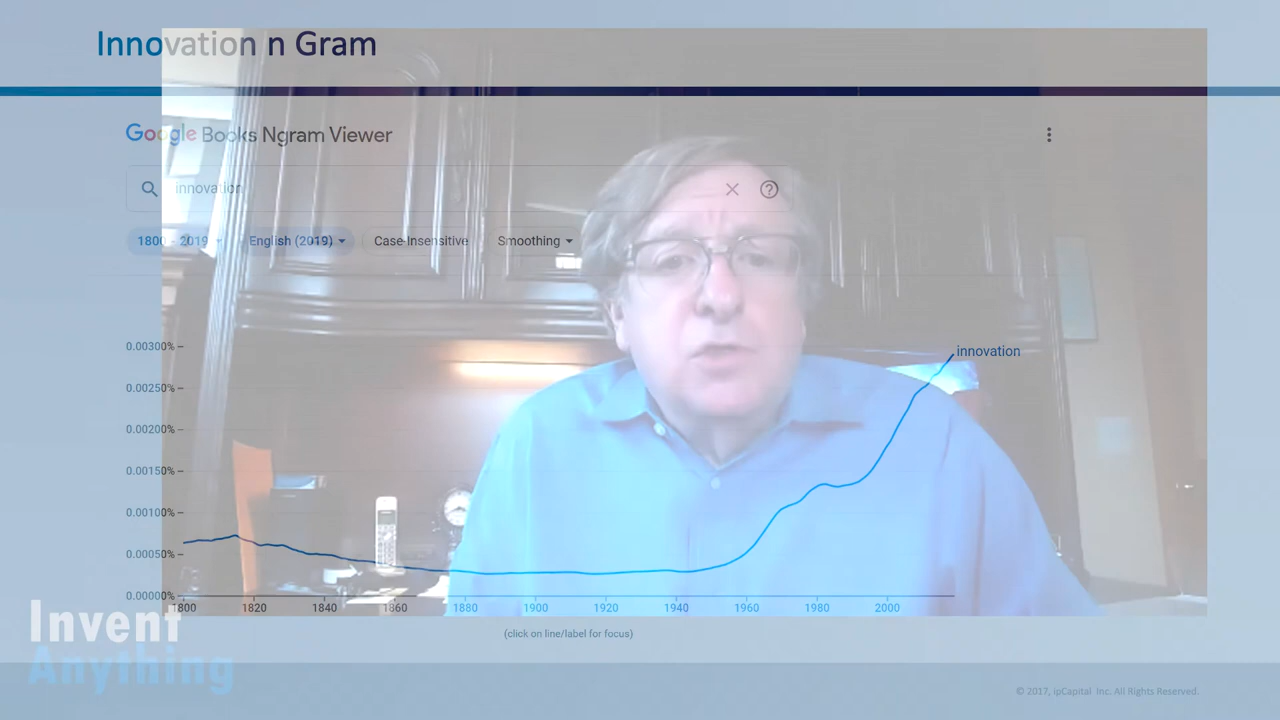 Innovation n Gram
Google Books Ngram Viewer
innovation
1800 - 2019
English (2019)
Case-Insensitive
Smoothing
0.00300%
innovation
0.00250%
0.00200%
0.00150%
0.00100%
0.00050%
0.00000%
1800 1820 1840 1860 1880 1900 1920 1940 1960 1980 2000
(click on line/label for focus)
Invent
Anything
© 2017, ipCapital Inc. All Rights Reserved.